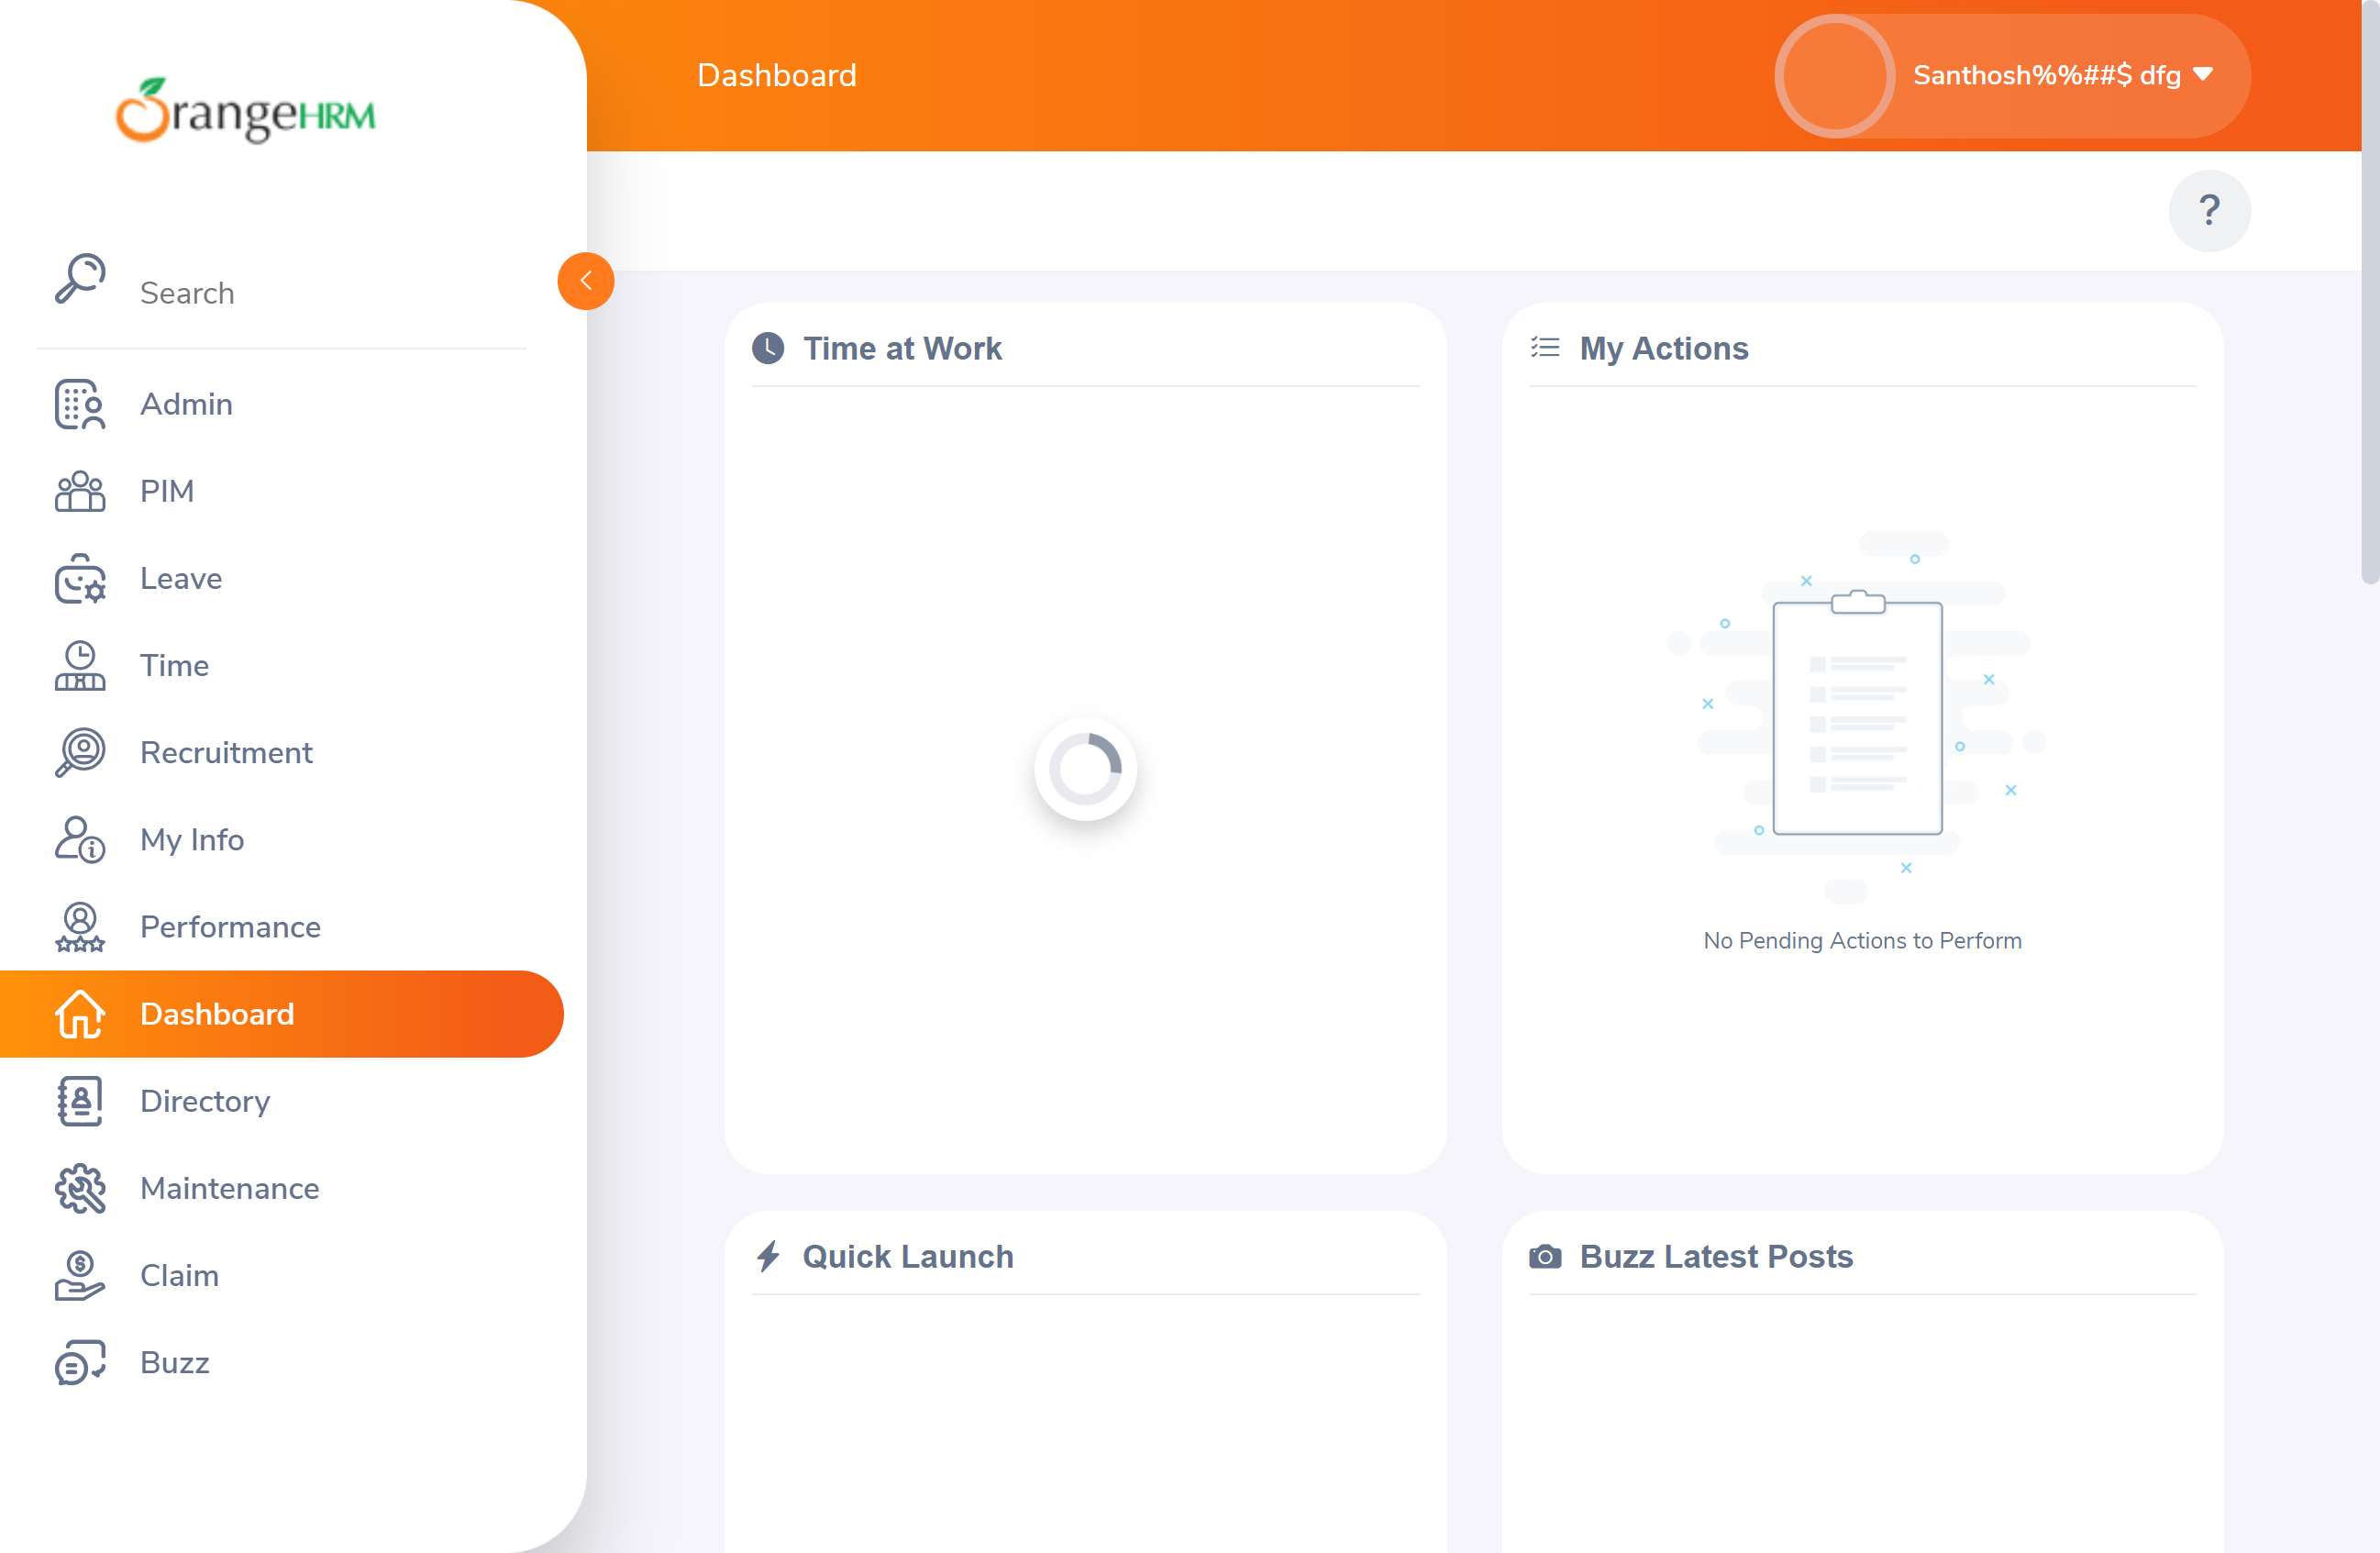 OrangeHRM
Search
Admin
PIM
Leave
Time
Recruitment
My Info
Performance
Dashboard
Directory
Maintenance
Claim
Buzz
Dashboard
Santhosh%%##$ dfg
?
Time at Work
My Actions
No Pending Actions to Perform
Quick Launch
Buzz Latest Posts